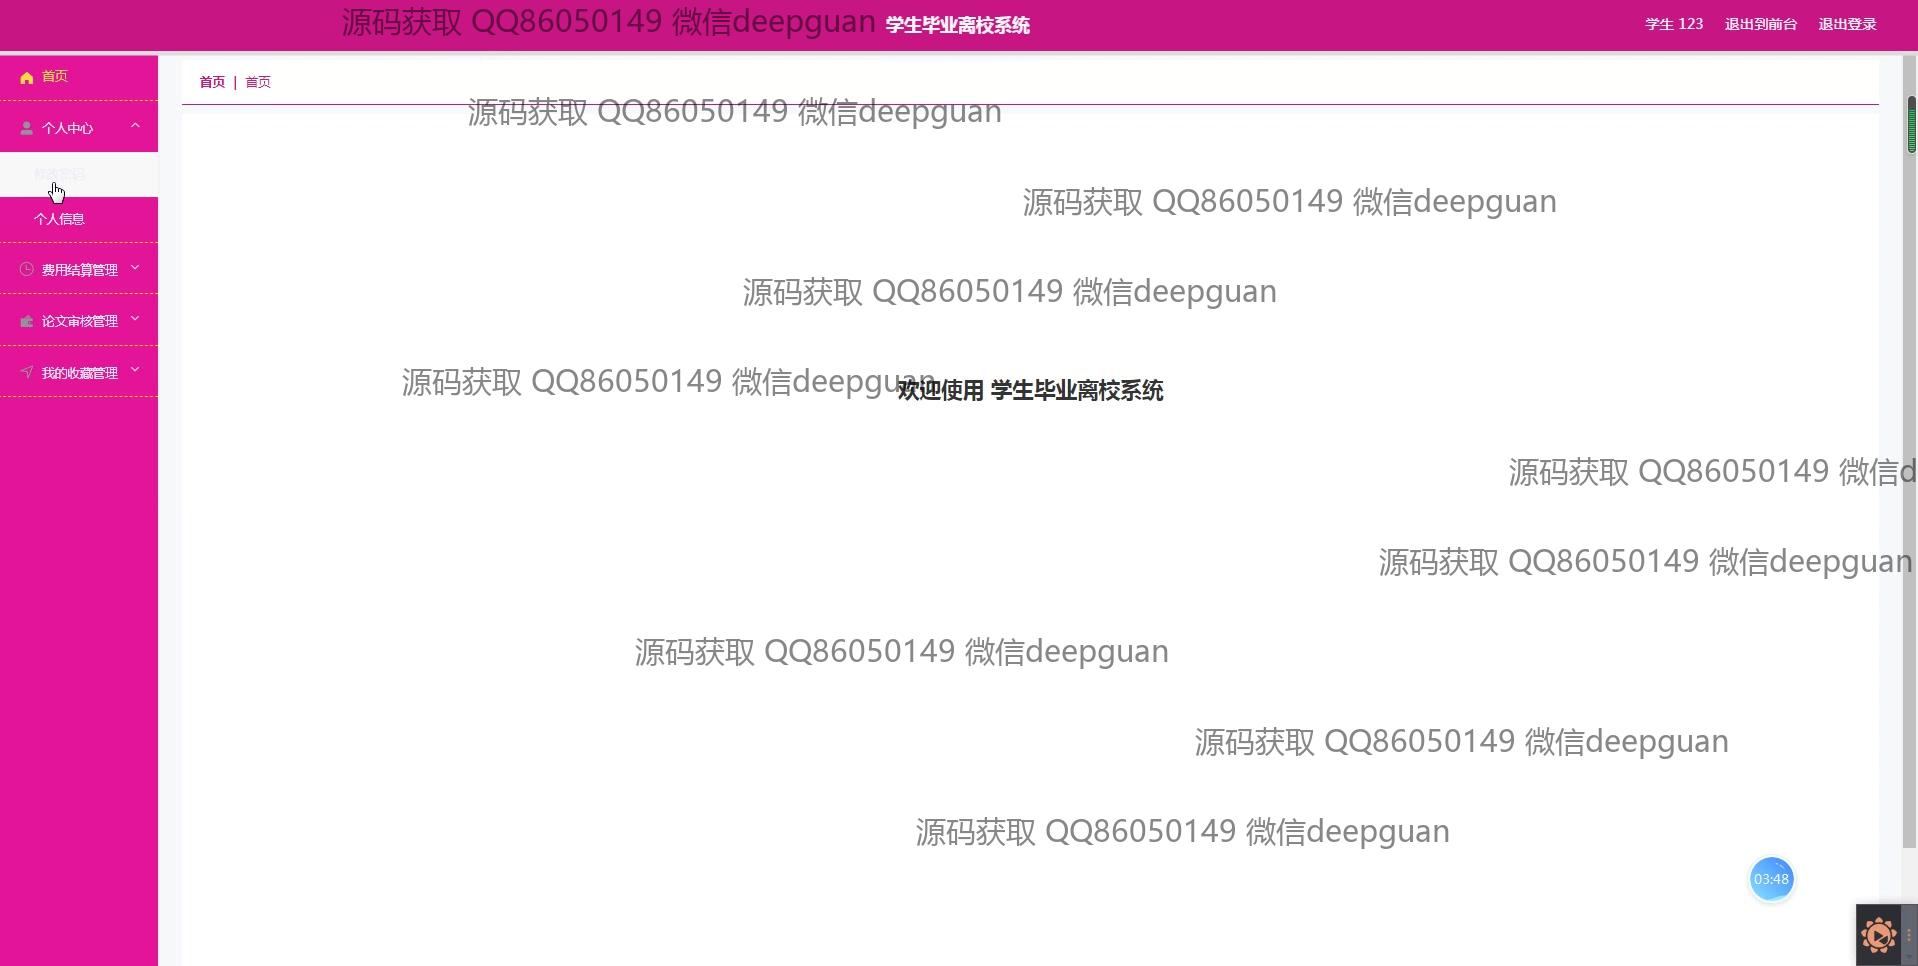 源码获取 QQ86050149 微信deepguan
学生毕业离校系统
学生 123 退出到前台 退出登录
首页
首页 | 首页
源码获取 QQ86050149 微信deepguan
个人中心
修改密码
源码获取 QQ86050149 微信deepguan
个人信息
费用结算管理
源码获取 QQ86050149 微信deepguan
论文审核管理
我的收藏管理
源码获取 QQ86050149 微信deepguan
欢迎使用 学生毕业离校系统
源码获取 QQ86050149 微信d
源码获取 QQ86050149 微信deepguan
源码获取 QQ86050149 微信deepguan
源码获取 QQ86050149 微信deepguan
源码获取 QQ86050149 微信deepguan
03:48